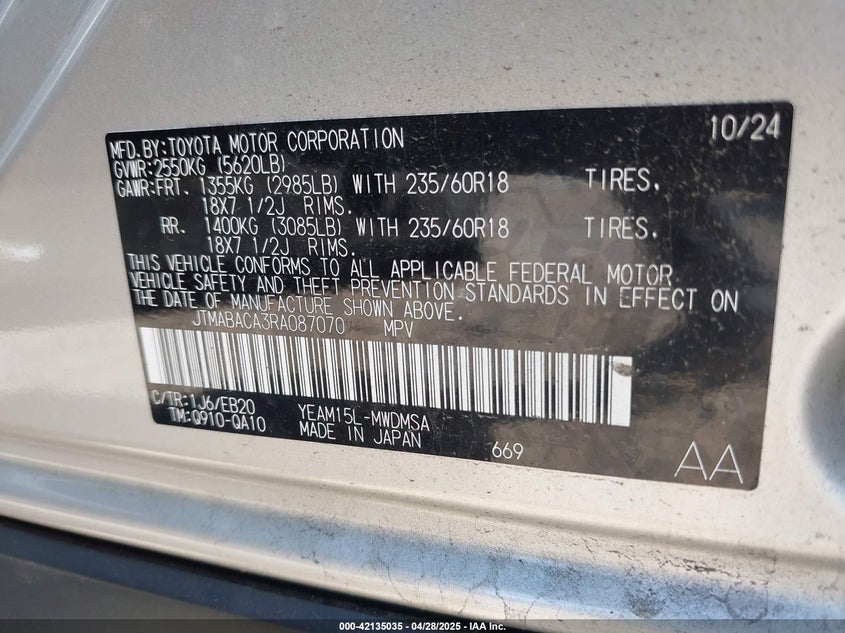 10/24
MFD.BY:TOYOTA MOTOR CORPORATION
GVWR:2550KG (5620LB)
GAWR:FRT. 1355KG (2985LB) WITH 235/60R18 TIRES.
18X7 1/2J RIMS.
RR. 1400KG (3085LB) WITH 235/60R18 TIRES.
18X7 1/2J RIMS.
THIS VEHICLE CONFORMS TO ALL APPLICABLE FEDERAL MOTOR
VEHICLE SAFETY AND THEFT PREVENTION STANDARDS IN EFFECT ON
THE DATE OF MANUFACTURE SHOWN ABOVE.
JTMABACA3RA087070 MPV
C/TR:1J6/EB20 YEAM15L-MWDMSA
TM:Q910-QA10 MADE IN JAPAN
669
AA
000-42135035 - 04/28/2025 - IAA Inc.